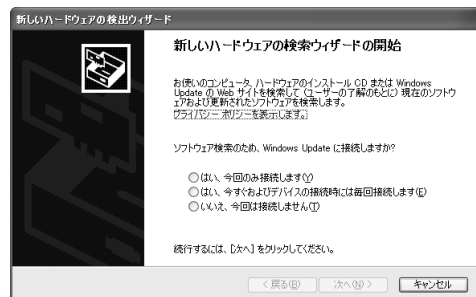 新しいハードウェアの検出ウィザード
新しいハードウェアの検索ウィザードの開始
お使いのコンピュータ、ハードウェアのインストール CD または Windows
Update の Web サイトを検索して (ユーザーの了解のもとに) 現在のソフトウ
ェアおよび更新されたソフトウェアを検索します。
プライバシー ポリシーを表示します。
ソフトウェア検索のため、Windows Update に接続しますか?
はい、今回のみ接続します(Y)
はい、今すぐおよびデバイスの接続時には毎回接続します(E)
いいえ、今回は接続しません(T)
続行するには、[次へ] をクリックしてください。
< 戻る(B)
次へ(N) >
キャンセル